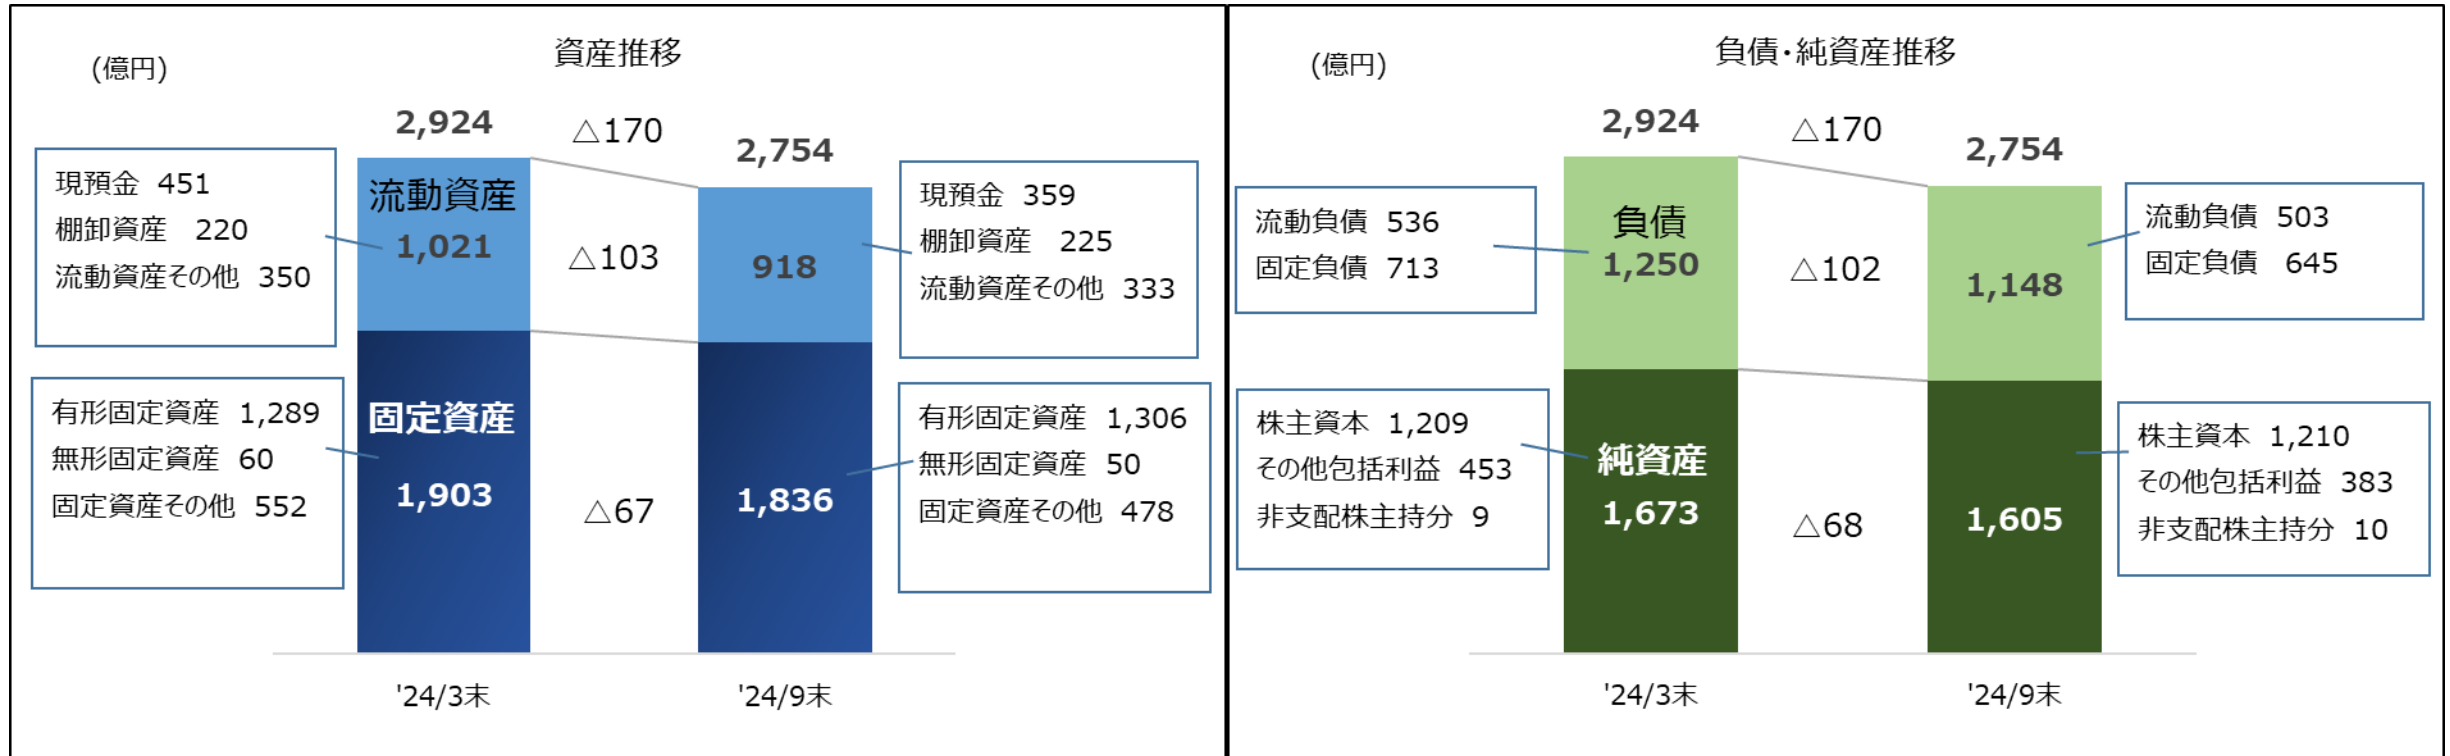 資産推移
(億円)
2,924
△170
2,754
現預金 451
棚卸資産 220
流動資産その他 350
流動資産
1,021
△103
918
現預金 359
棚卸資産 225
流動資産その他 333
有形固定資産 1,289
無形固定資産 60
固定資産その他 552
固定資産
1,903
△67
1,836
有形固定資産 1,306
無形固定資産 50
固定資産その他 478
'24/3末
'24/9末
負債・純資産推移
(億円)
2,924
△170
2,754
流動負債 536
固定負債 713
負債
1,250
△102
1,148
流動負債 503
固定負債 645
株主資本 1,209
その他包括利益 453
非支配株主持分 9
純資産
1,673
△68
1,605
株主資本 1,210
その他包括利益 383
非支配株主持分 10
'24/3末
'24/9末